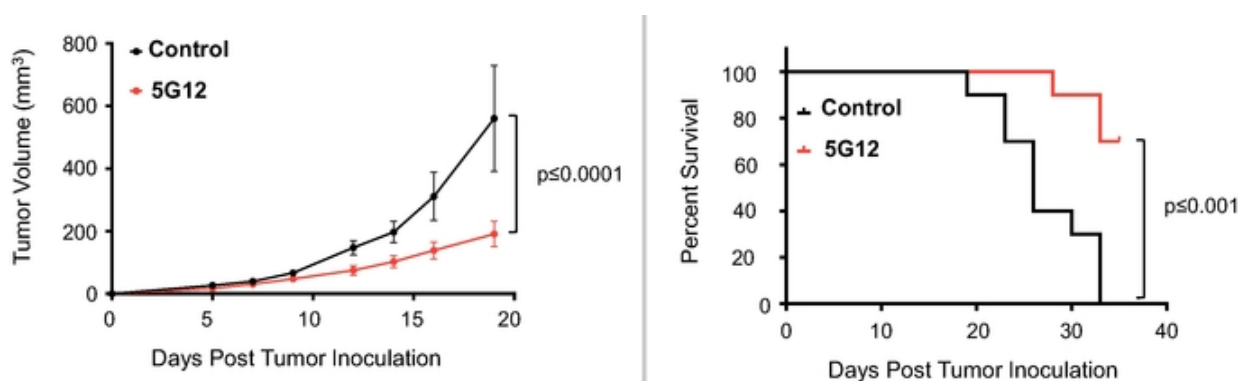 Tumor Volume (mm³)
800
600
400
200
0
Control
5G12
p≤0.0001
0
5
10
15
20
Days Post Tumor Inoculation
Percent Survival
100
80
60
40
20
0
Control
5G12
p≤0.001
0
10
20
30
40
Days Post Tumor Inoculation